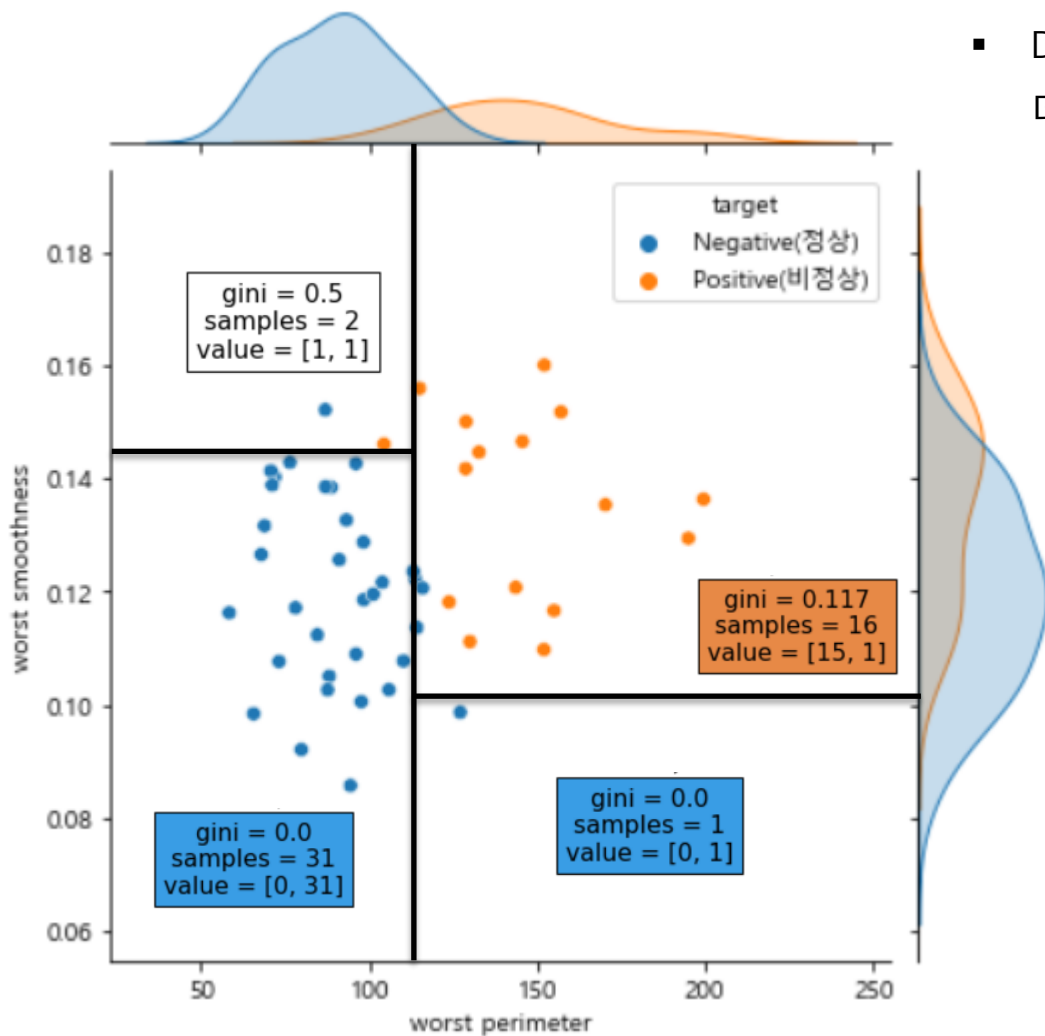 target
Negative(정상)
Positive(비정상)
gini = 0.5
samples = 2
value = [1, 1]
gini = 0.117
samples = 16
value = [15, 1]
gini = 0.0
samples = 1
value = [0, 1]
gini = 0.0
samples = 31
value = [0, 31]
worst smoothness
0.18
0.16
0.14
0.12
0.10
0.08
0.06
50
100
150
200
250
worst perimeter